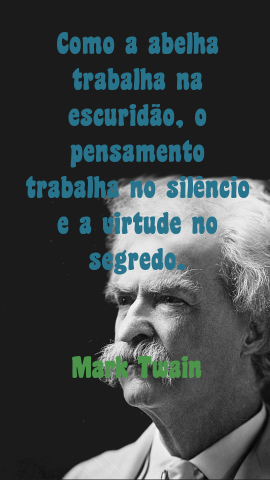 Como a abelha
trabalha na
escuridão, o
pensamento
trabalha no silêncio
e a virtude no
segredo.
Mark Twain